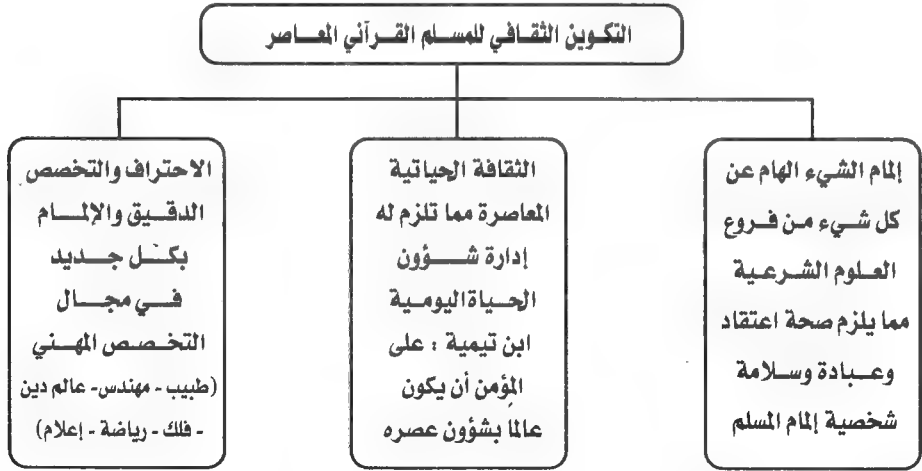 التكوين الثقافي للمسلم القرآني المعاصر
إلمام الشيء الهام عن
كل شيء من فروع
العلوم الشرعية
مما يلزم صحة اعتقاد
وعبادة وسلامة
شخصية إلمام المسلم
الثقافة الحياتية
المعاصرة مما تلزم له
إدارة شؤون
الحياة اليومية
ابن تيمية : على
المؤمن أن يكون
عالما بشؤون عصره
الاحتراف والتخصص
الدقيق والإلمام
بكل جديد
في مجال
التخصص المهني
(طبيب - مهندس - عالم دين
- فلك - رياضة - إعلام)